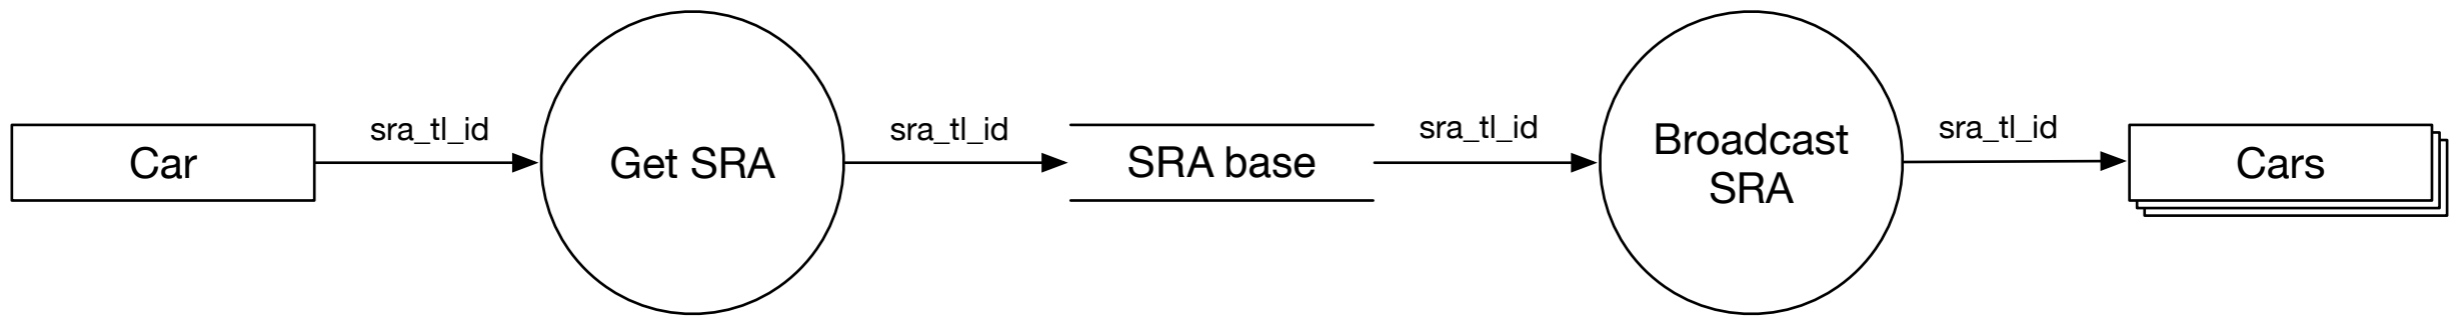 Car
sra_tl_id
Get SRA
sra_tl_id
SRA base
sra_tl_id
Broadcast
SRA
sra_tl_id
Cars